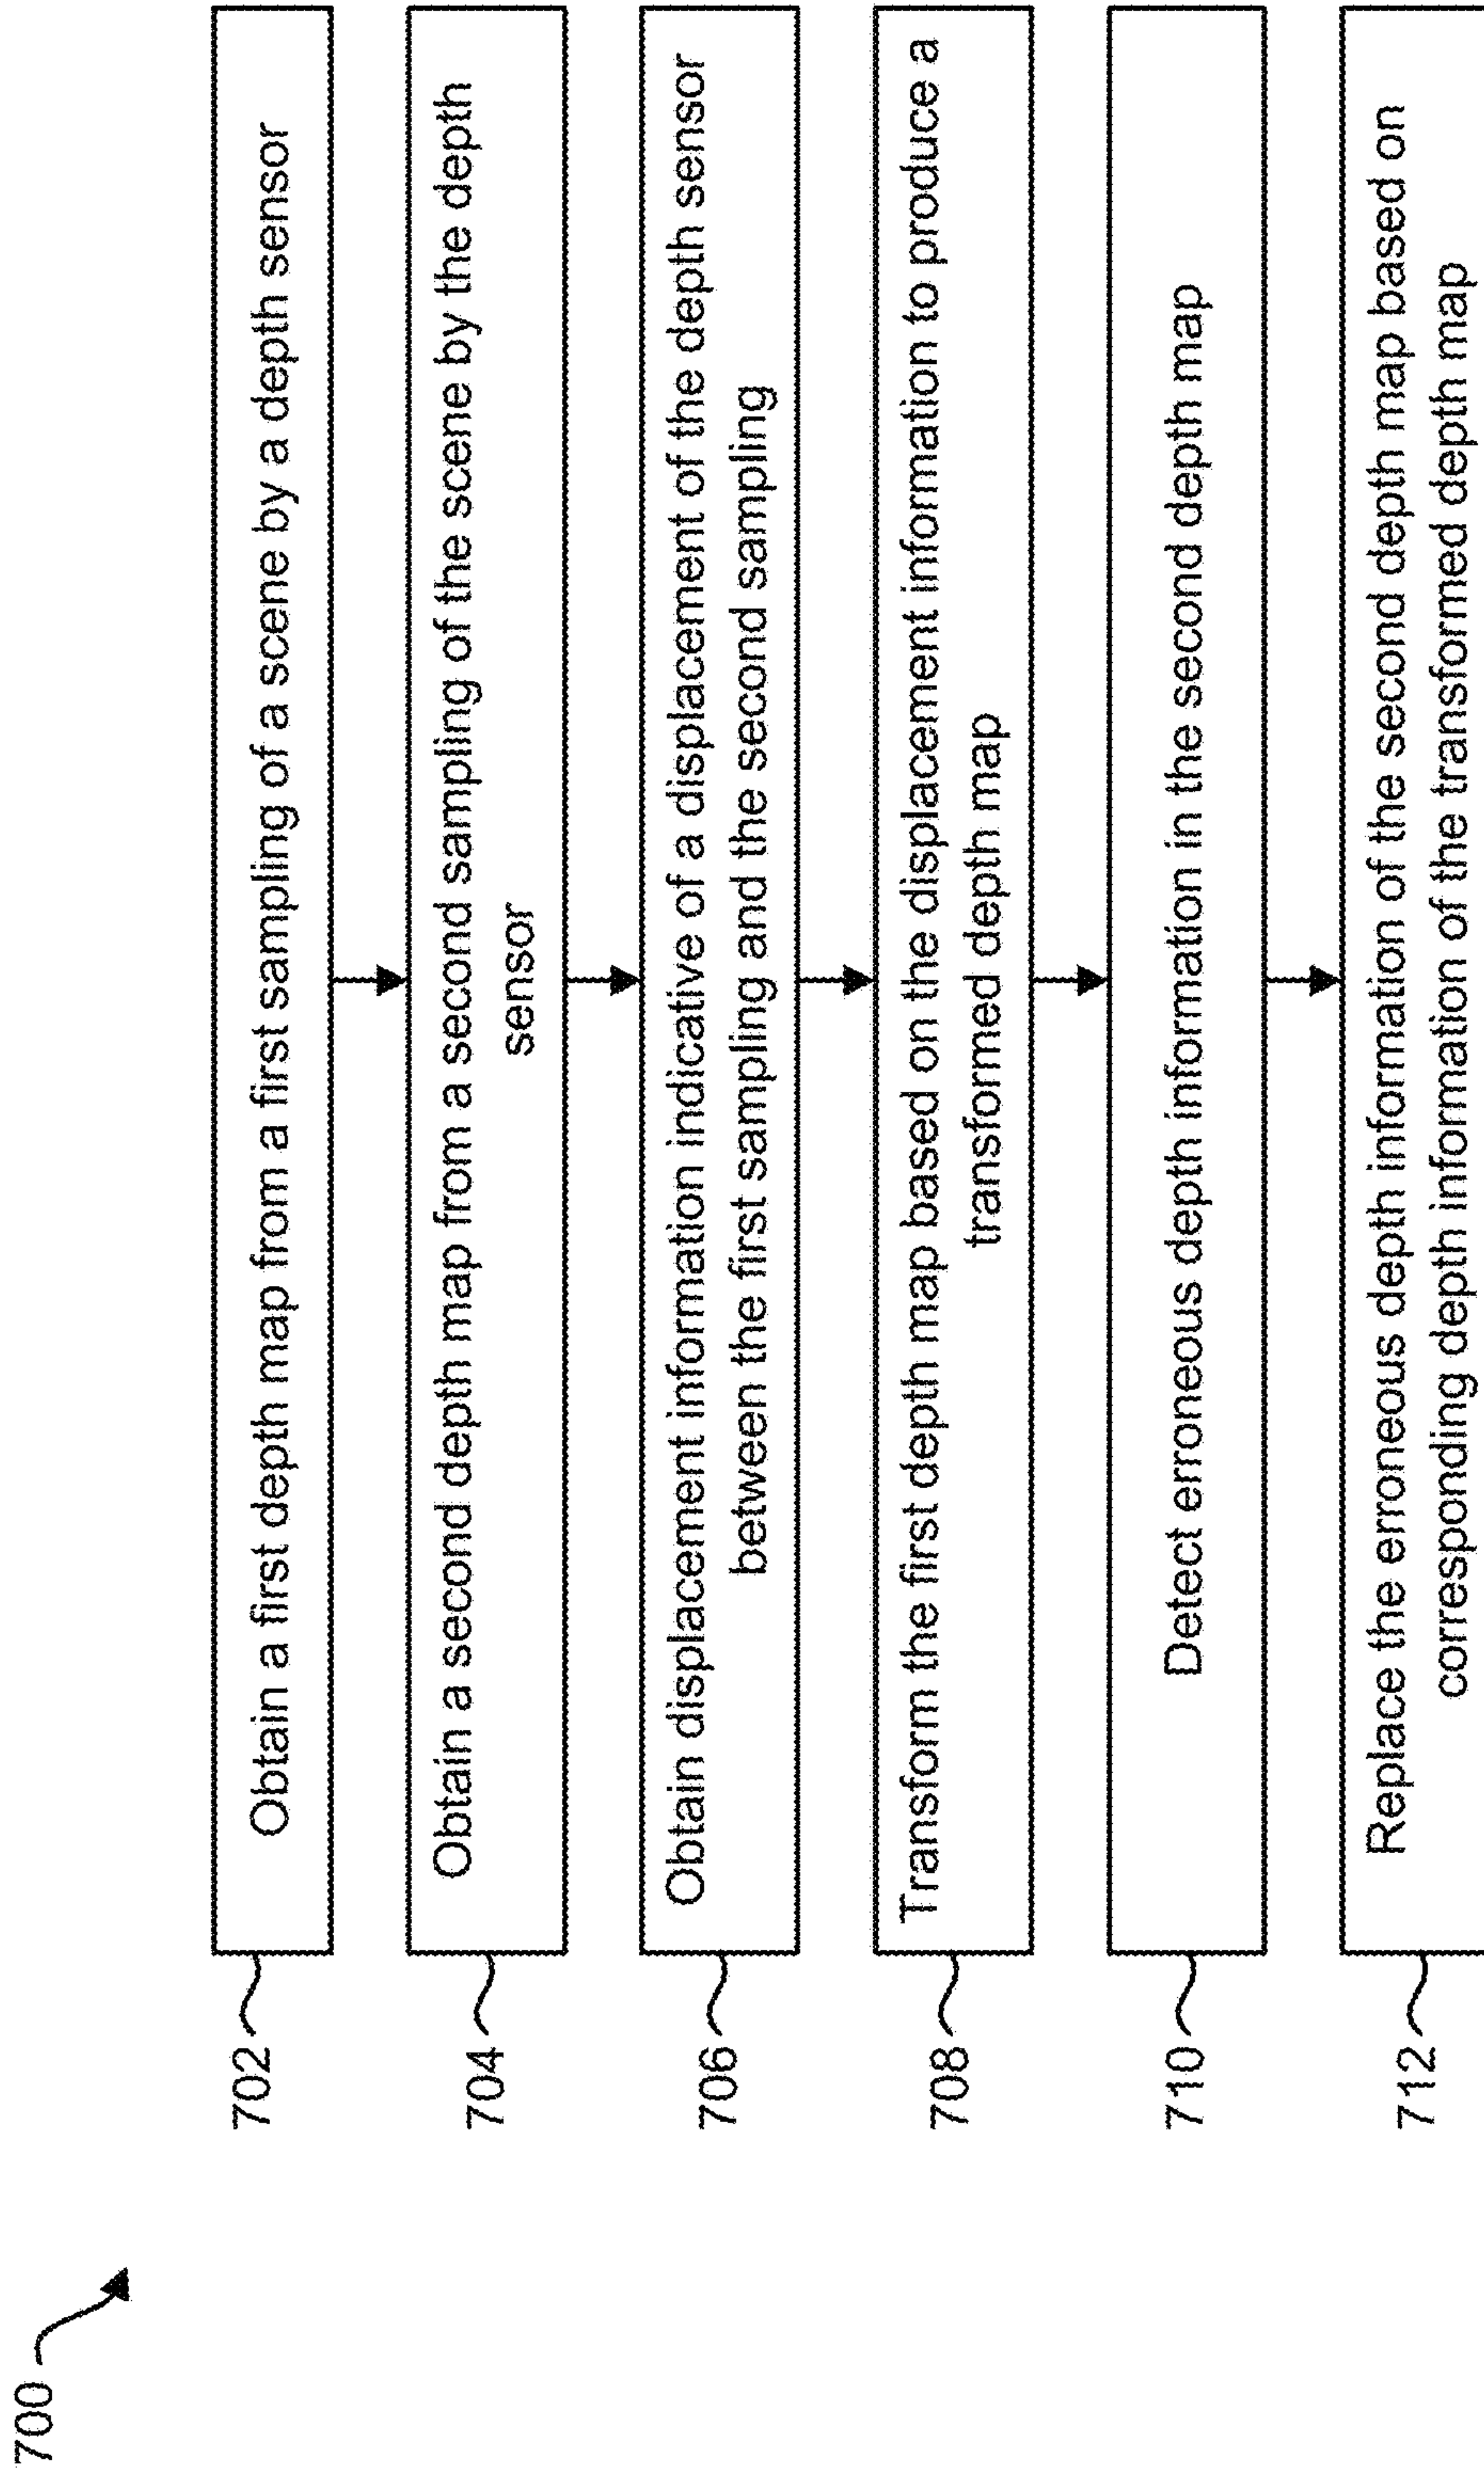 700
702
Obtain a first depth map from a first sampling of a scene by a depth sensor
704
Obtain a second depth map from a second sampling of the scene by the depth
sensor
706
Obtain displacement information indicative of a displacement of the depth sensor
between the first sampling and the second sampling
708
Transform the first depth map based on the displacement information to produce a
transformed depth map
710
Detect erroneous depth information in the second depth map
712
Replace the erroneous depth information of the second depth map based on
corresponding depth information of the transformed depth map